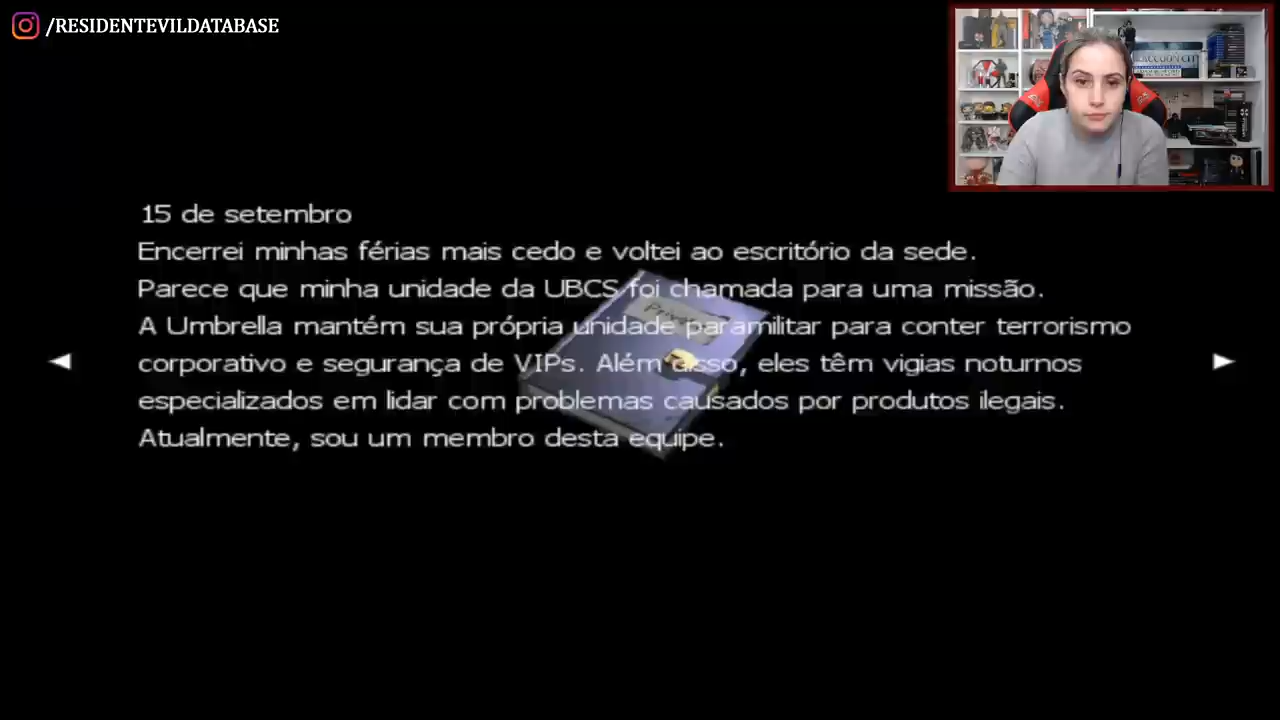 /RESIDENTEVILDATABASE
RACCOON CITY
15 de setembro
Encerrei minhas férias mais cedo e voltei ao escritório da sede.
Parece que minha unidade da UBCS foi chamada para uma missão.
A Umbrella mantém sua própria unidade paramilitar para conter terrorismo
corporativo e segurança de VIPs. Além disso, eles têm vigias noturnos
especializados em lidar com problemas causados por produtos ilegais.
Atualmente, sou um membro desta equipe.